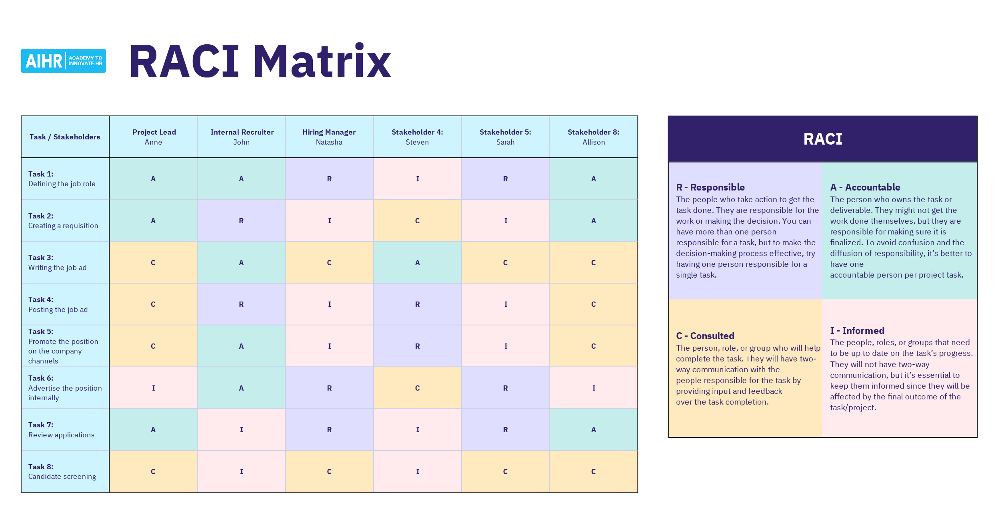 AIHR
ACADEMY TO
INNOVATE HR
RACI Matrix
Task / Stakeholders
Project Lead
Anne
Internal Recruiter
John
Hiring Manager
Natasha
Stakeholder 4:
Steven
Stakeholder 5:
Sarah
Stakeholder 8:
Allison
Task 1:
Defining the job role
A
A
R
I
R
A
Task 2:
Creating a requisition
A
R
I
C
I
A
Task 3:
Writing the job ad
C
A
C
A
C
C
Task 4:
Posting the job ad
C
R
I
R
I
C
Task 5:
Promote the position
on the company
channels
C
A
I
R
I
C
Task 6:
Advertise the position
internally
I
A
R
C
R
I
Task 7:
Review applications
A
I
R
I
R
A
Task 8:
Candidate screening
C
I
C
I
C
C
RACI
R - Responsible
The people who take action to get the
task done. They are responsible for the
work or making the decision. You can
have more than one person
responsible for a task, but to make the
decision-making process effective, try
having one person responsible for a
single task.
A - Accountable
The person who owns the task or
deliverable. They might not get the
work done themselves, but they are
responsible for making sure it is
finalized. To avoid confusion and the
diffusion of responsibility, it’s better to
have one
accountable person per project task.
C - Consulted
The person, role, or group who will help
complete the task. They will have two-
way communication with the
people responsible for the task by
providing input and feedback
over the task completion.
I - Informed
The people, roles, or groups that need
to be up to date on the task’s progress.
They will not have two-way
communication, but it’s essential to
keep them informed since they will be
affected by the final outcome of the
task/project.